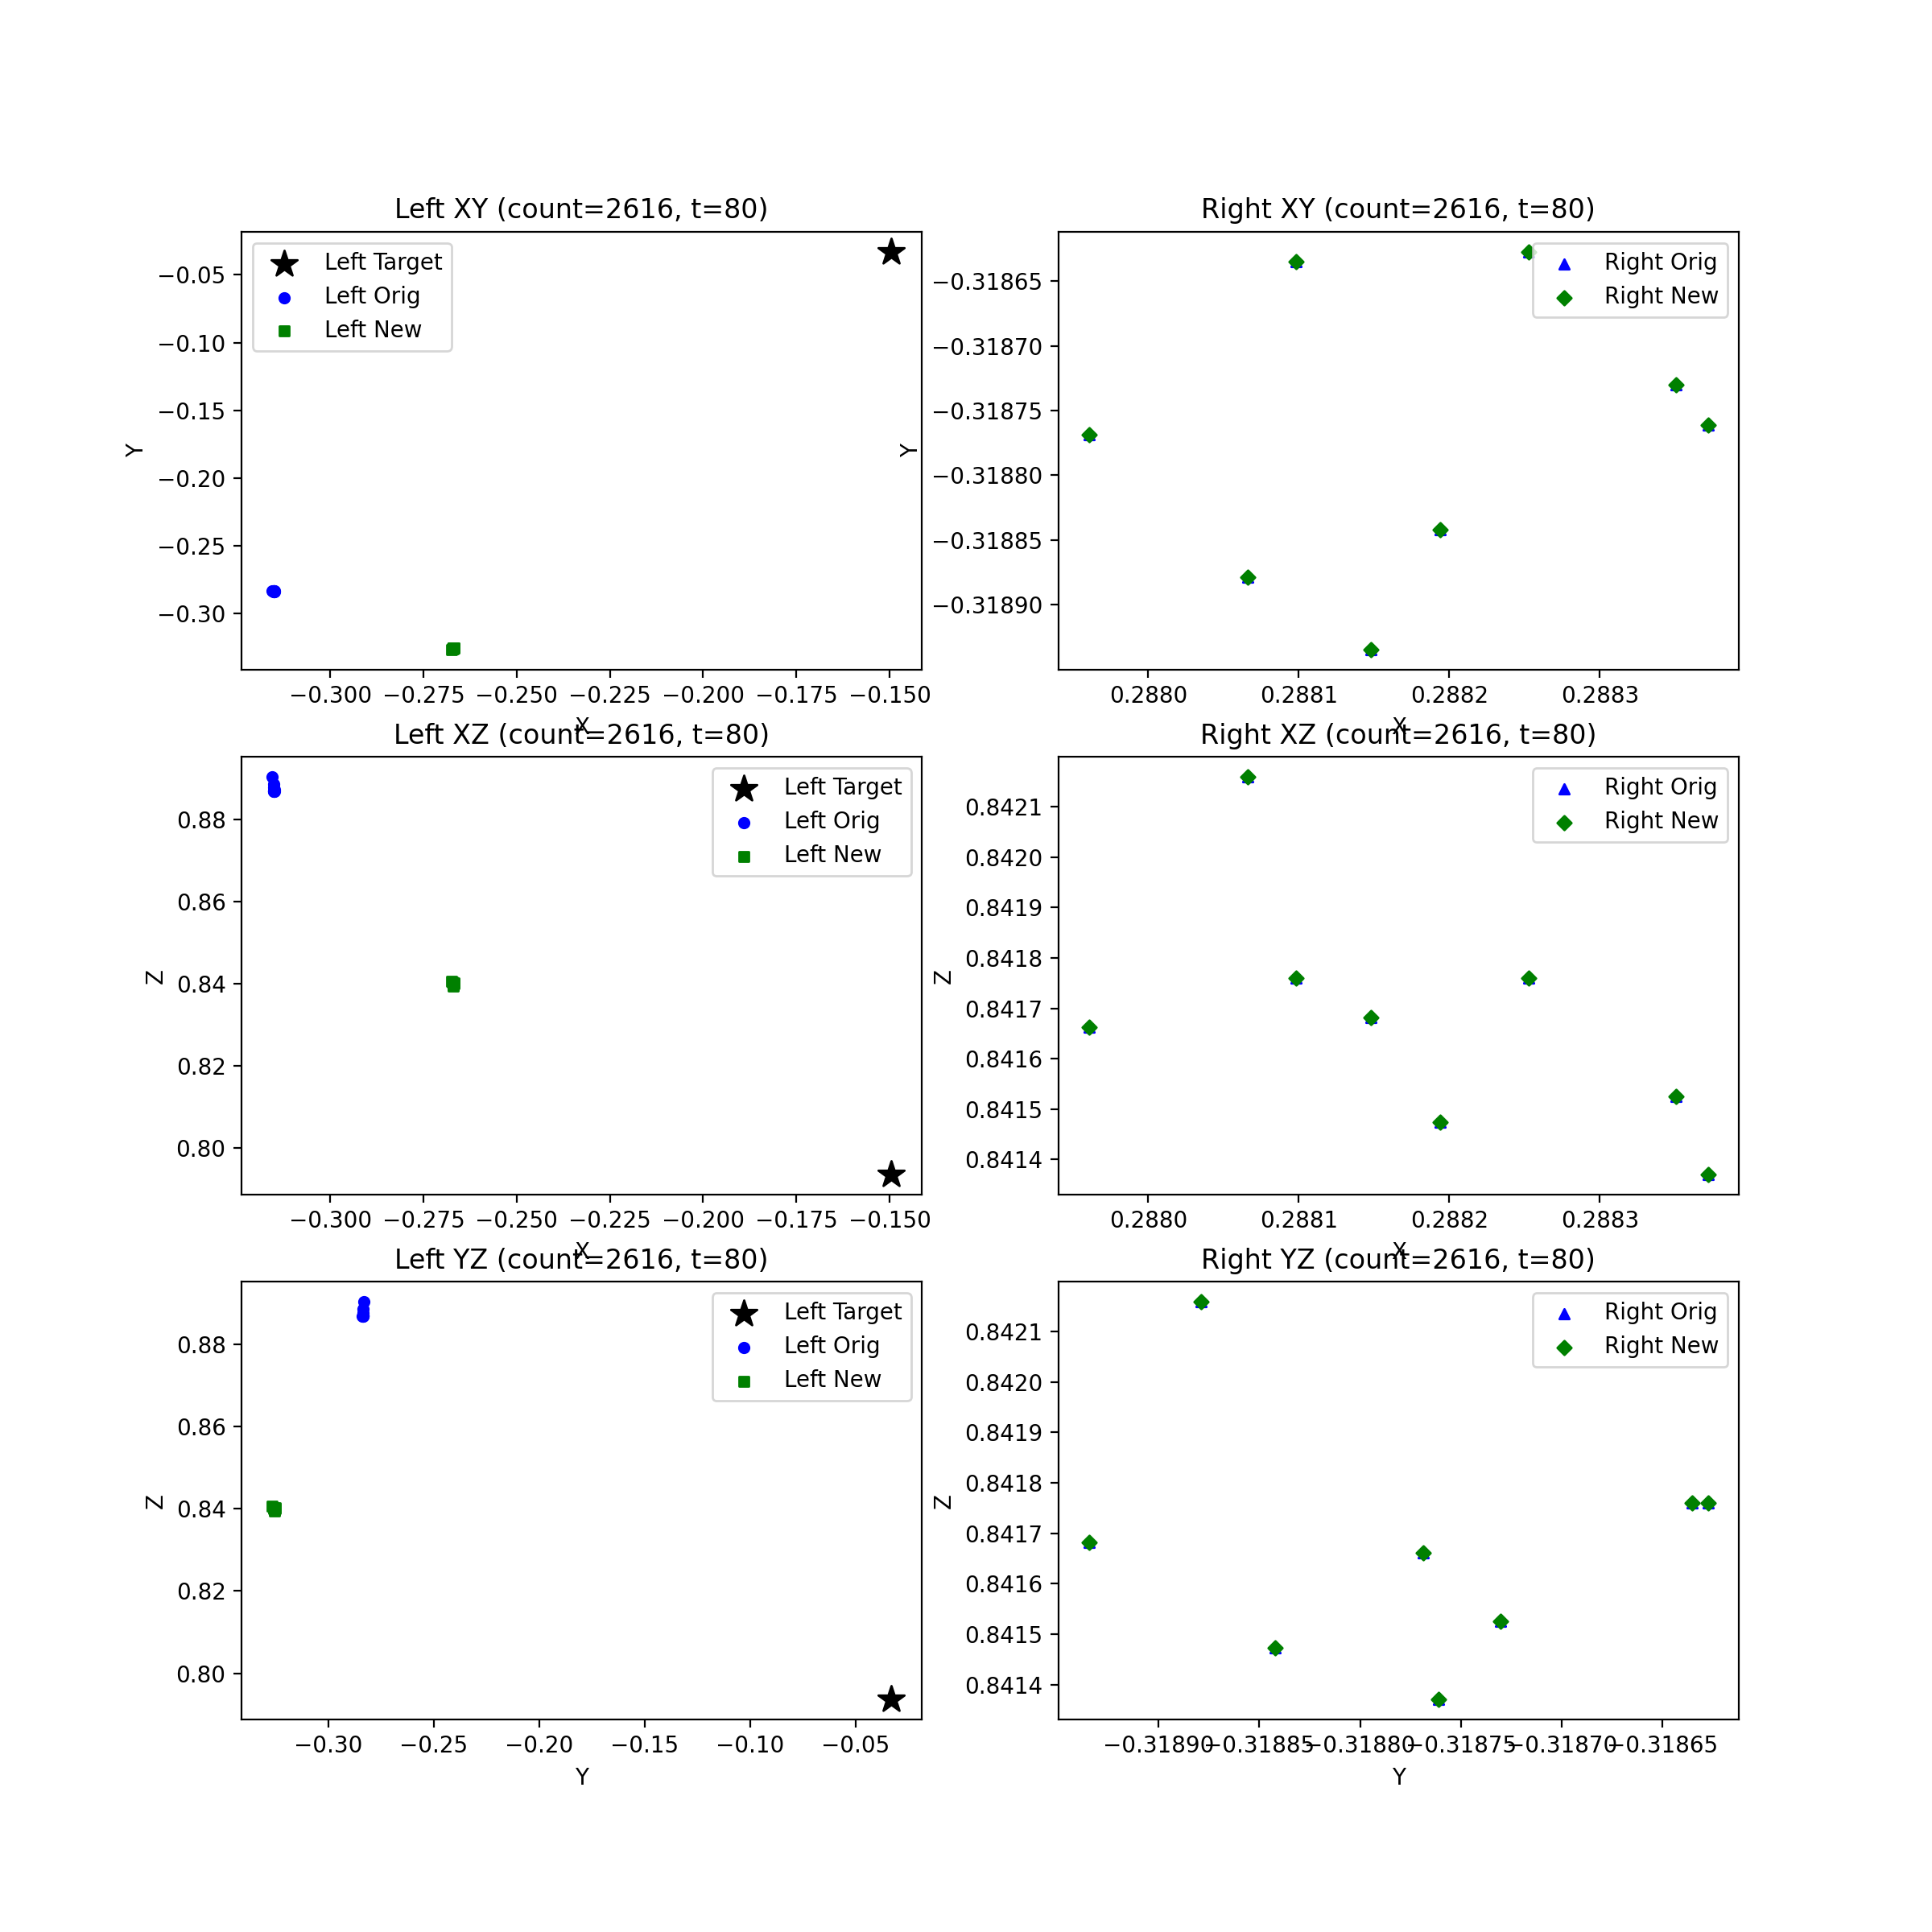 Left XY (count=2616, t=80)
Left Target
Left Orig
Left New
−0.05
−0.10
−0.15
−0.20
−0.25
−0.30
Y
−0.300 −0.275 −0.250 −0.225 −0.200 −0.175 −0.150
X
Right XY (count=2616, t=80)
Right Orig
Right New
−0.31865
−0.31870
−0.31875
−0.31880
−0.31885
−0.31890
Y
0.2880 0.2881 0.2882 0.2883
X
Left XZ (count=2616, t=80)
Left Target
Left Orig
Left New
0.88
0.86
0.84
0.82
0.80
Z
−0.300 −0.275 −0.250 −0.225 −0.200 −0.175 −0.150
X
Right XZ (count=2616, t=80)
Right Orig
Right New
0.8421
0.8420
0.8419
0.8418
0.8417
0.8416
0.8415
0.8414
Z
0.2880 0.2881 0.2882 0.2883
X
Left YZ (count=2616, t=80)
Left Target
Left Orig
Left New
0.88
0.86
0.84
0.82
0.80
Z
−0.30 −0.25 −0.20 −0.15 −0.10 −0.05
Y
Right YZ (count=2616, t=80)
Right Orig
Right New
0.8421
0.8420
0.8419
0.8418
0.8417
0.8416
0.8415
0.8414
Z
−0.31890 −0.31885 −0.31880 −0.31875 −0.31870 −0.31865
Y